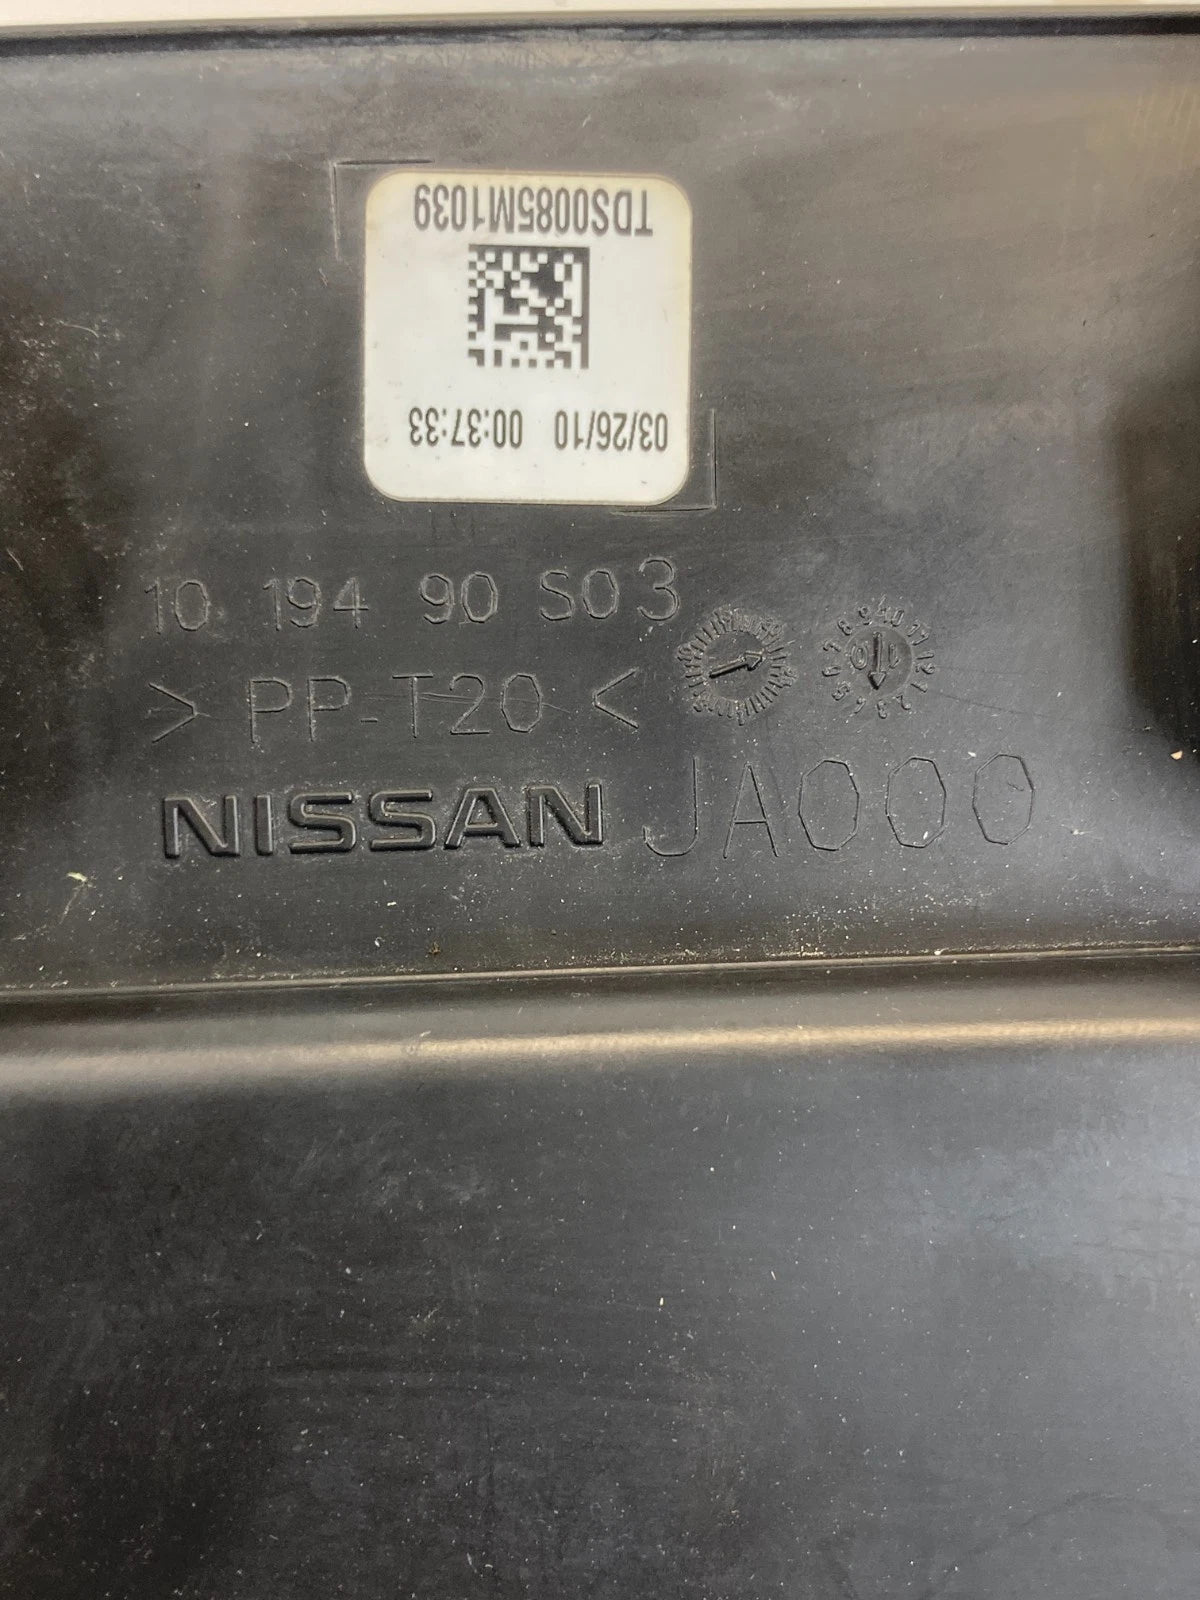 TDS0085M1039
03/26/10 00:37:33
10 194 90 S03
> PP-T20 <
NISSAN JA000